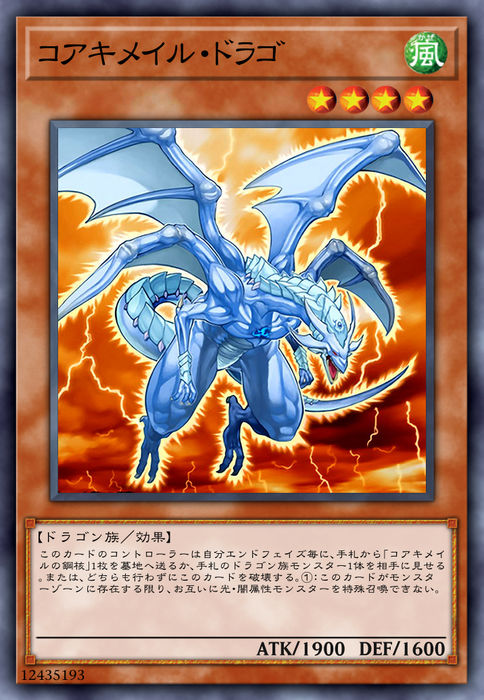 コアキメイル・ドラゴ
風
かぜ
【ドラゴン族／効果】
このカードのコントローラーは自分エンドフェイズ毎に、手札から「コアキメイ
ルの鋼核」1枚を墓地へ送るか、手札のドラゴン族モンスター1体を相手に見せ
る。または、どちらも行わずにこのカードを破壊する。①：このカードがモンスタ
ーゾーンに存在する限り、お互いに光・闇属性モンスターを特殊召喚できない。
ATK/1900 DEF/1600
12435193